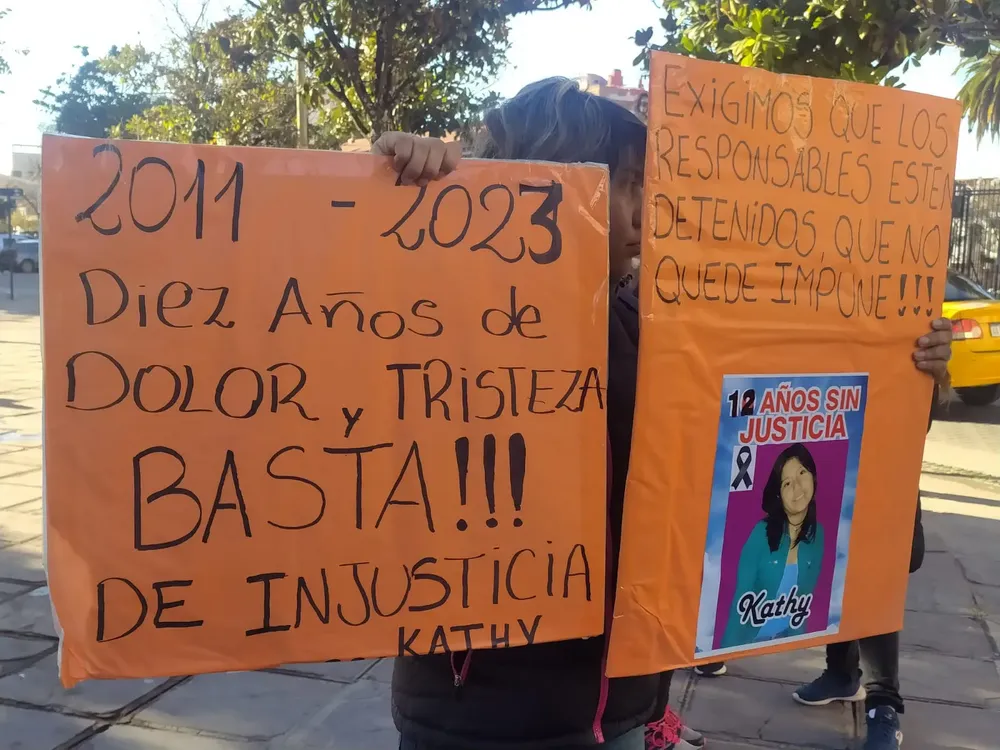 2011 - 2023
Diez Años de
DOLOR y TRISTEZA
BASTA!!!
DE INJUSTICIA
KATHY
EXIGIMOS QUE LOS
RESPONSABLES ESTEN
DETENIDOS, QUE NO
QUEDE IMPUNE!!!
12 AÑOS SIN
JUSTICIA
Kathy